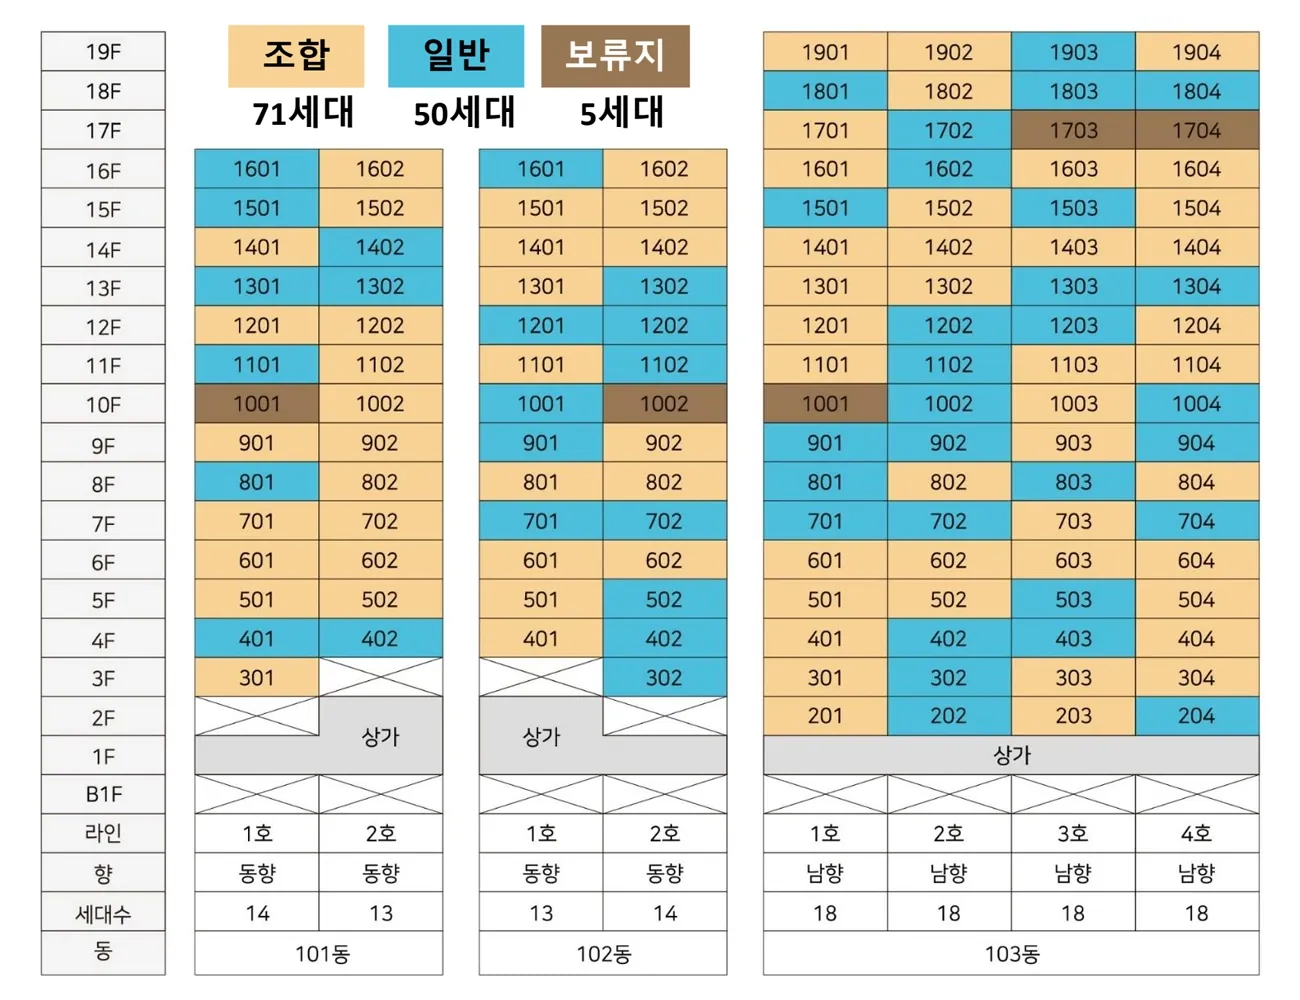 조합 일반 보류지
71세대 50세대 5세대
19F 1901 1902 1903 1904
18F 1801 1802 1803 1804
17F 1701 1702 1703 1704
16F 1601 1602 1601 1602 1601 1602 1603 1604
15F 1501 1502 1501 1502 1501 1502 1503 1504
14F 1401 1402 1401 1402 1401 1402 1403 1404
13F 1301 1302 1301 1302 1301 1302 1303 1304
12F 1201 1202 1201 1202 1201 1202 1203 1204
11F 1101 1102 1101 1102 1101 1102 1103 1104
10F 1001 1002 1001 1002 1001 1002 1003 1004
9F 901 902 901 902 901 902 903 904
8F 801 802 801 802 801 802 803 804
7F 701 702 701 702 701 702 703 704
6F 601 602 601 602 601 602 603 604
5F 501 502 501 502 501 502 503 504
4F 401 402 401 402 401 402 403 404
3F 301 302 301 302 303 304
2F 201 202 203 204
상가 상가
1F 상가
B1F
라인 1호 2호 1호 2호 1호 2호 3호 4호
향 동향 동향 동향 동향 남향 남향 남향 남향
세대수 14 13 13 14 18 18 18 18
동 101동 102동 103동